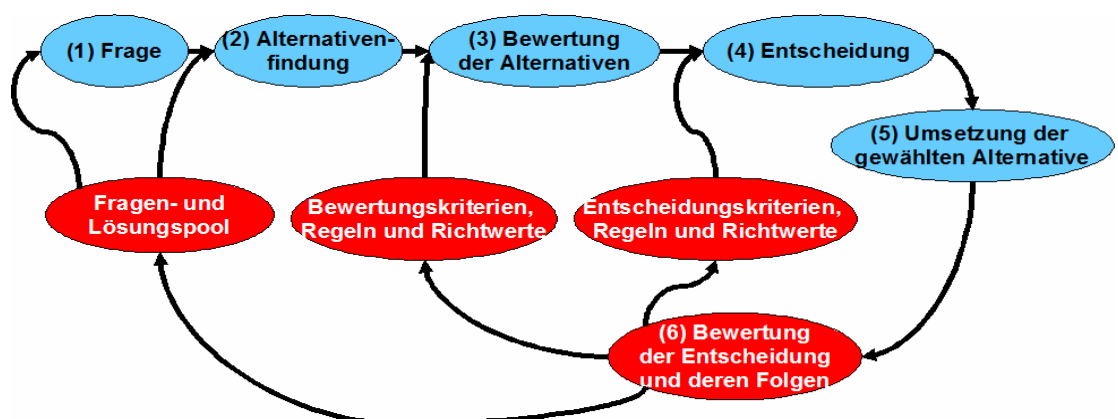 (1) Frage
(2) Alternativen-
findung
(3) Bewertung
der Alternativen
(4) Entscheidung
(5) Umsetzung der
gewählten Alternative
Fragen- und
Lösungspool
Bewertungskriterien,
Regeln und Richtwerte
Entscheidungskriterien,
Regeln und Richtwerte
(6) Bewertung
der Entscheidung
und deren Folgen